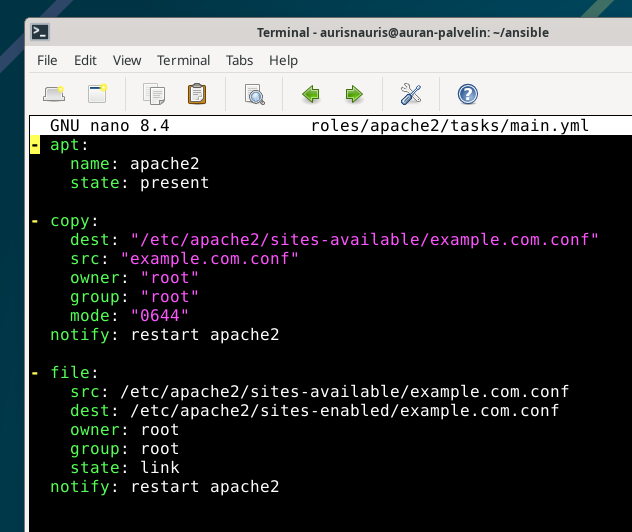 Terminal - aurisnauris@auran-palvelin: ~/ansible
File Edit View Terminal Tabs Help
GNU nano 8.4 roles/apache2/tasks/main.yml
- apt:
    name: apache2
    state: present

- copy:
    dest: "/etc/apache2/sites-available/example.com.conf"
    src: "example.com.conf"
    owner: "root"
    group: "root"
    mode: "0644"
  notify: restart apache2

- file:
    src: /etc/apache2/sites-available/example.com.conf
    dest: /etc/apache2/sites-enabled/example.com.conf
    owner: root
    group: root
    state: link
  notify: restart apache2